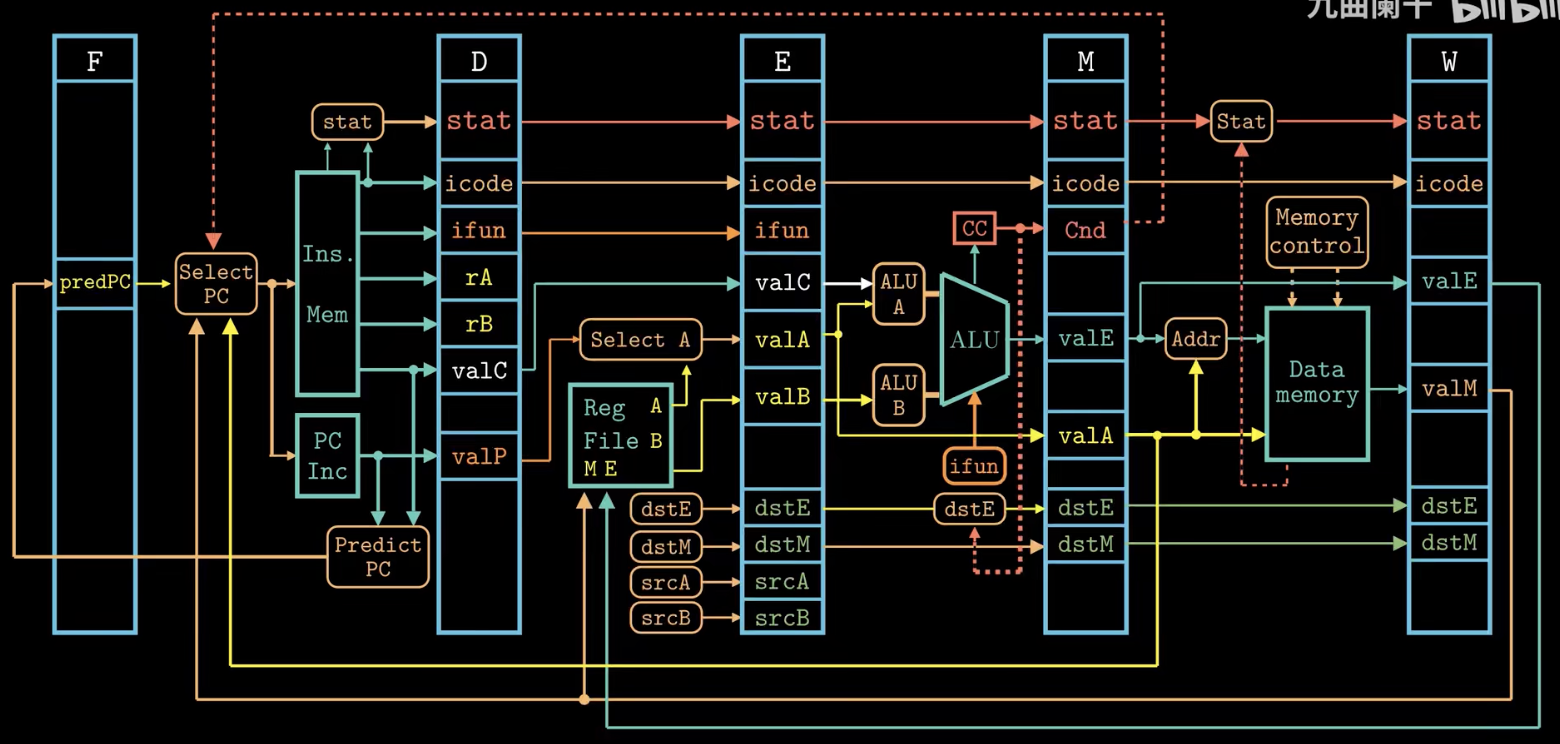 九曲阑干 bilibili
F
D
E
M
W
stat
stat
stat
stat
Stat
stat
icode
icode
icode
icode
ifun
ifun
CC
Cnd
Memory
control
predPC
Select
PC
Ins.
Mem
rA
rB
valC
valC
ALU
A
valE
Select A
valA
ALU
valE
Addr
Data
memory
valM
valB
ALU
B
Reg
File
A
B
M E
valA
PC
Inc
valP
ifun
dstE
dstE
dstE
dstE
dstE
Predict
PC
dstM
dstM
dstM
dstM
srcA
srcA
srcB
srcB